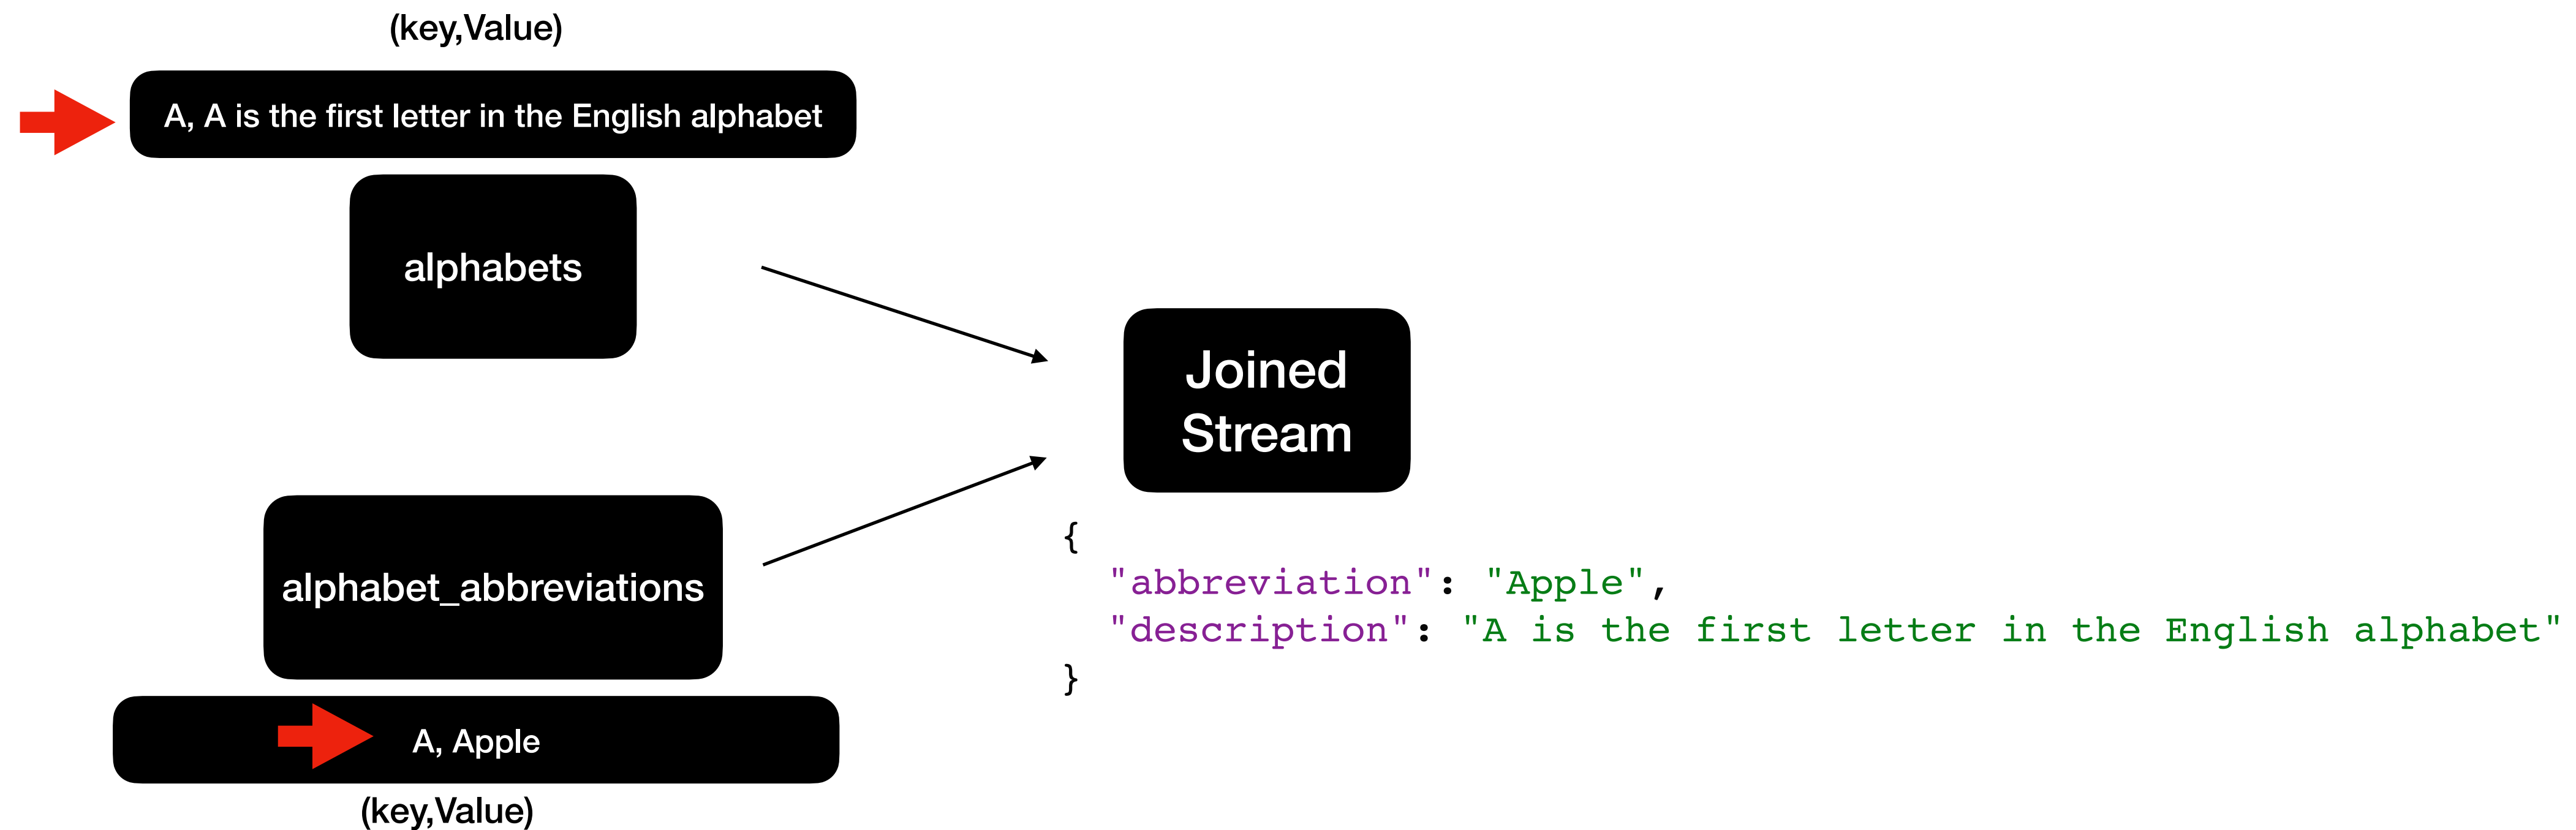 (key,Value)
A, A is the first letter in the English alphabet
alphabets
Joined
Stream
alphabet_abbreviations
A, Apple
(key,Value)
{
"abbreviation": "Apple",
"description": "A is the first letter in the English alphabet"
}